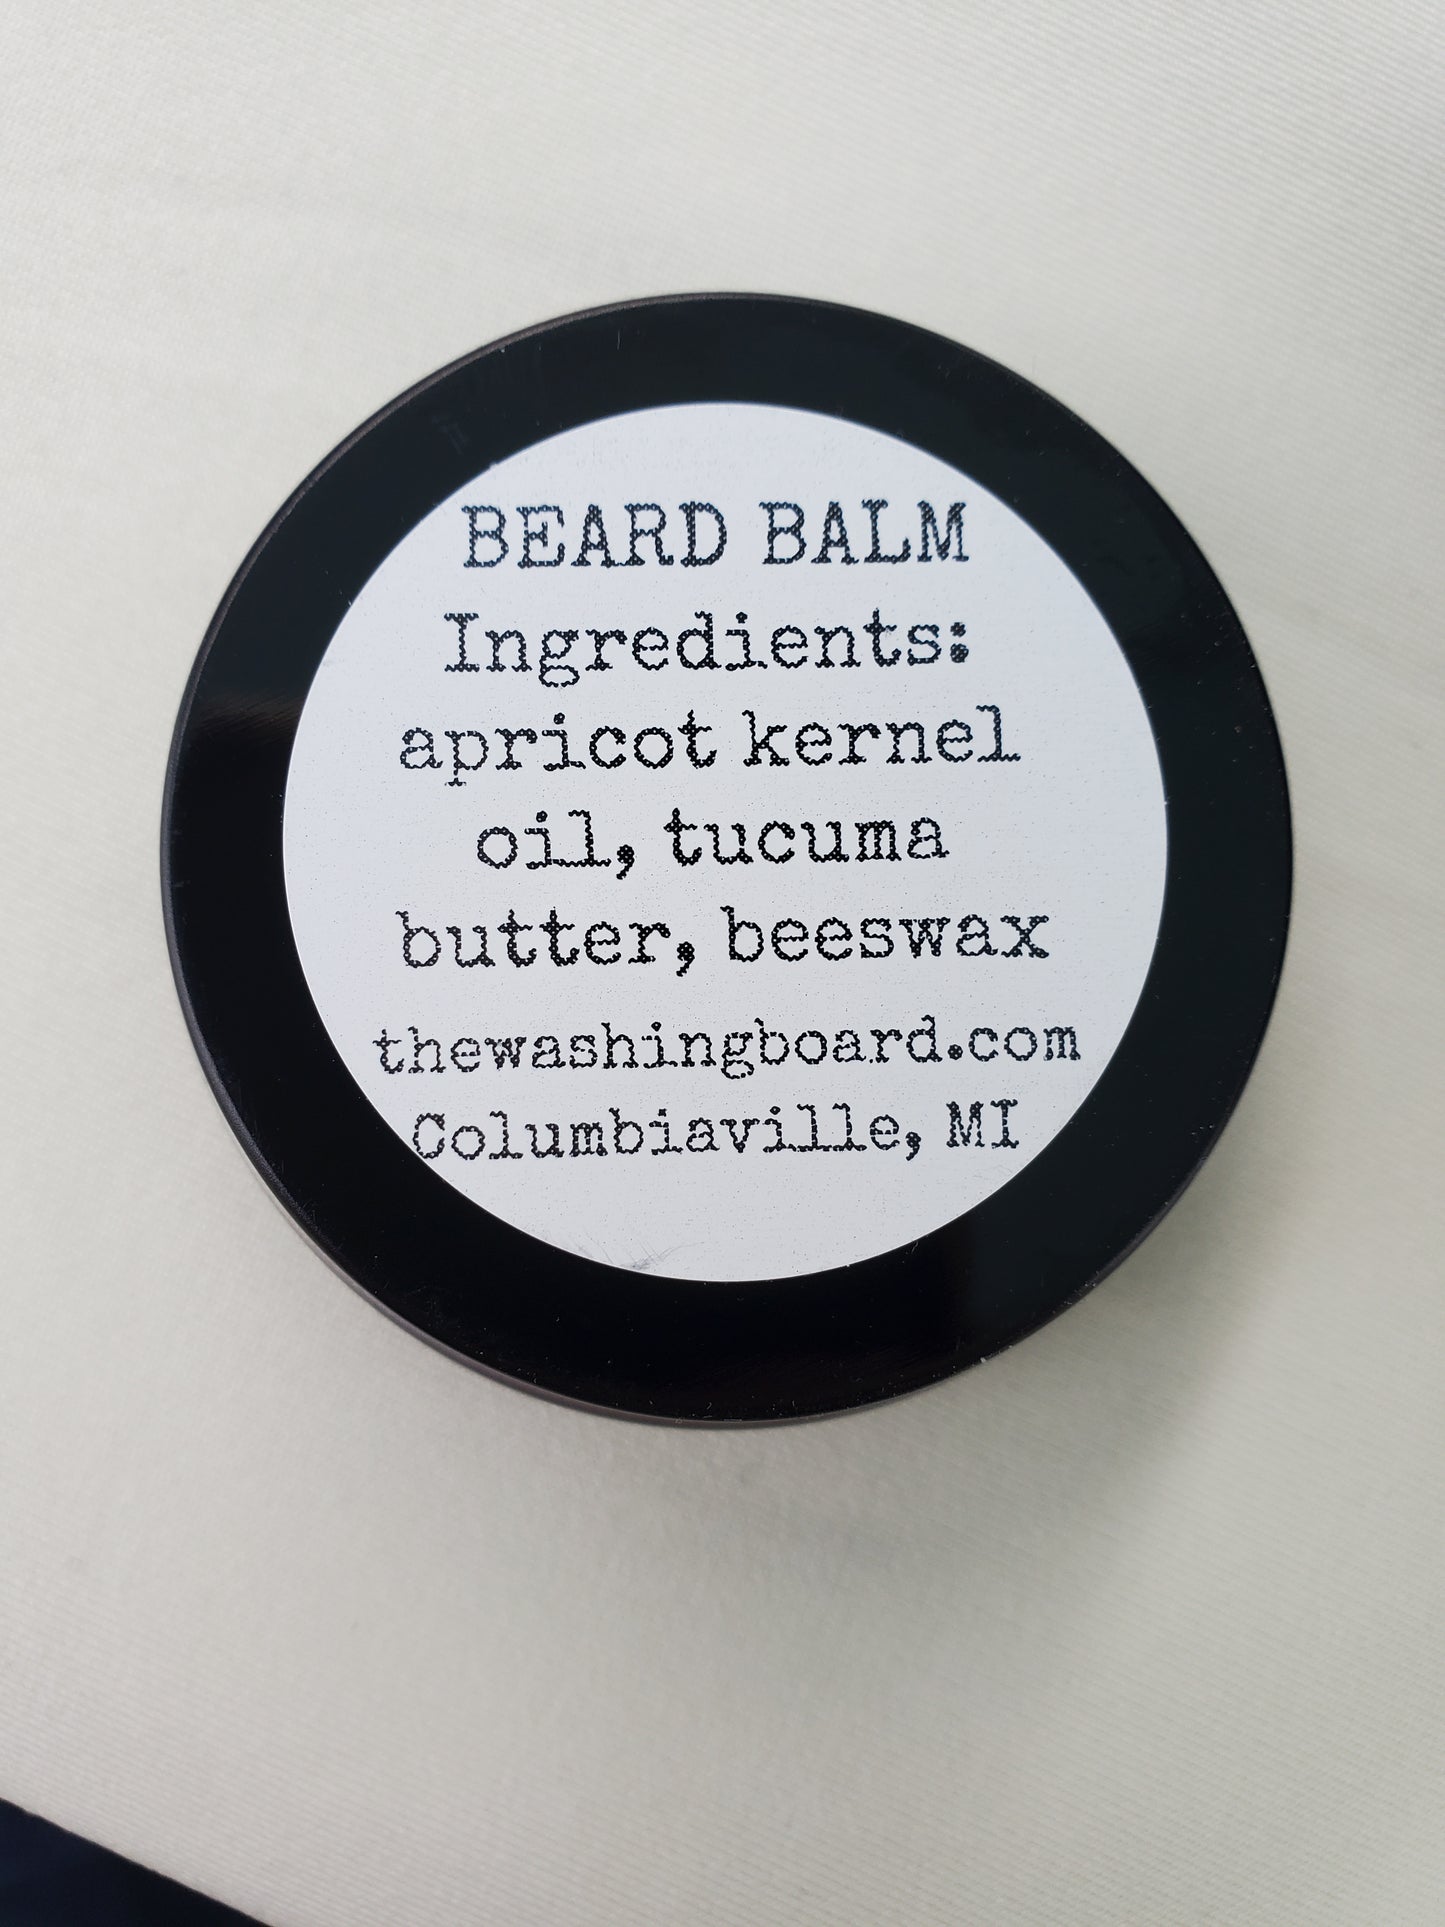 BEARD BALM
Ingredients:
apricot kernel
oil, tucuma
butter, beeswax
thewashingboard.com
Columbiaville, MI